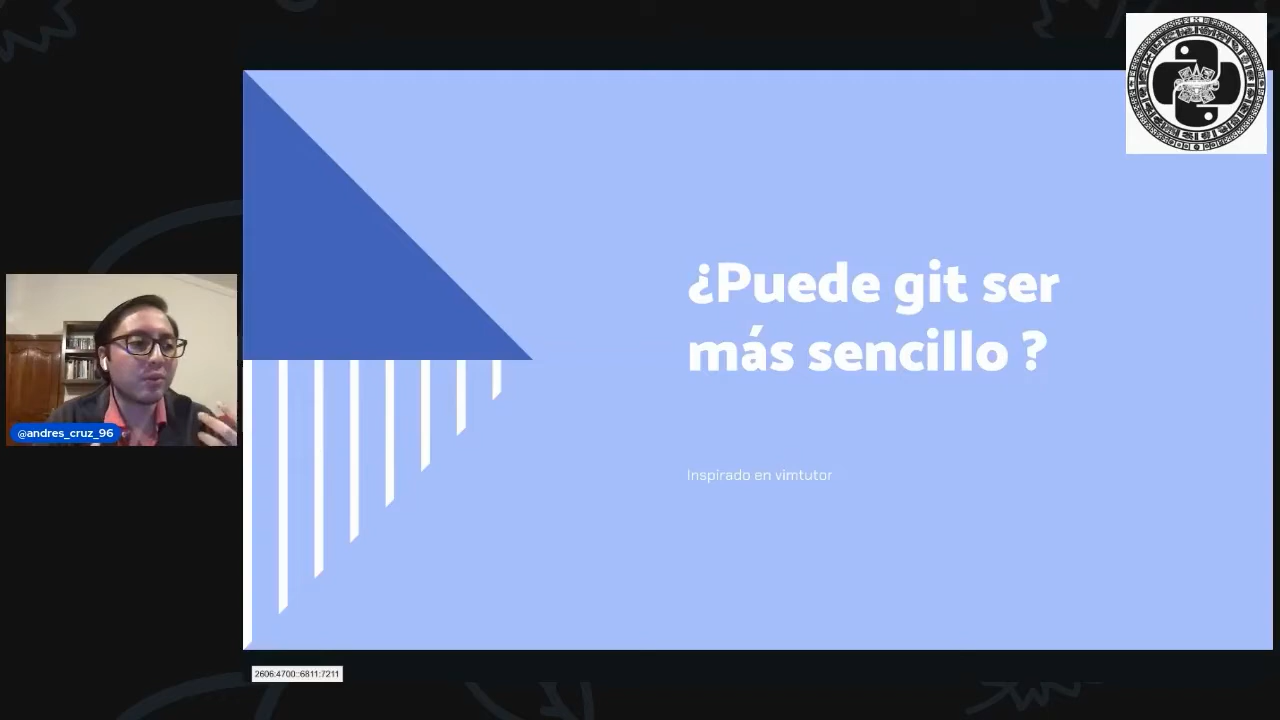 ¿Puede git ser
más sencillo ?
Inspirado en vimtutor
@andres_cruz_96
2606:4700::6811:7211